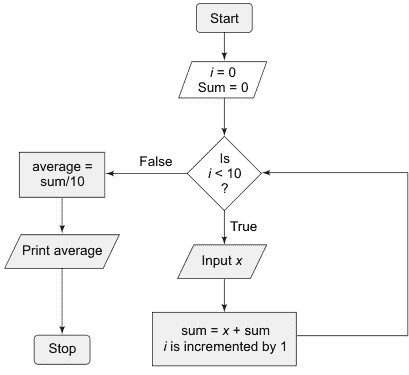 Start
i = 0
Sum = 0
Is
i < 10
?
False
average =
sum/10
True
Print average
Input x
sum = x + sum
i is incremented by 1
Stop